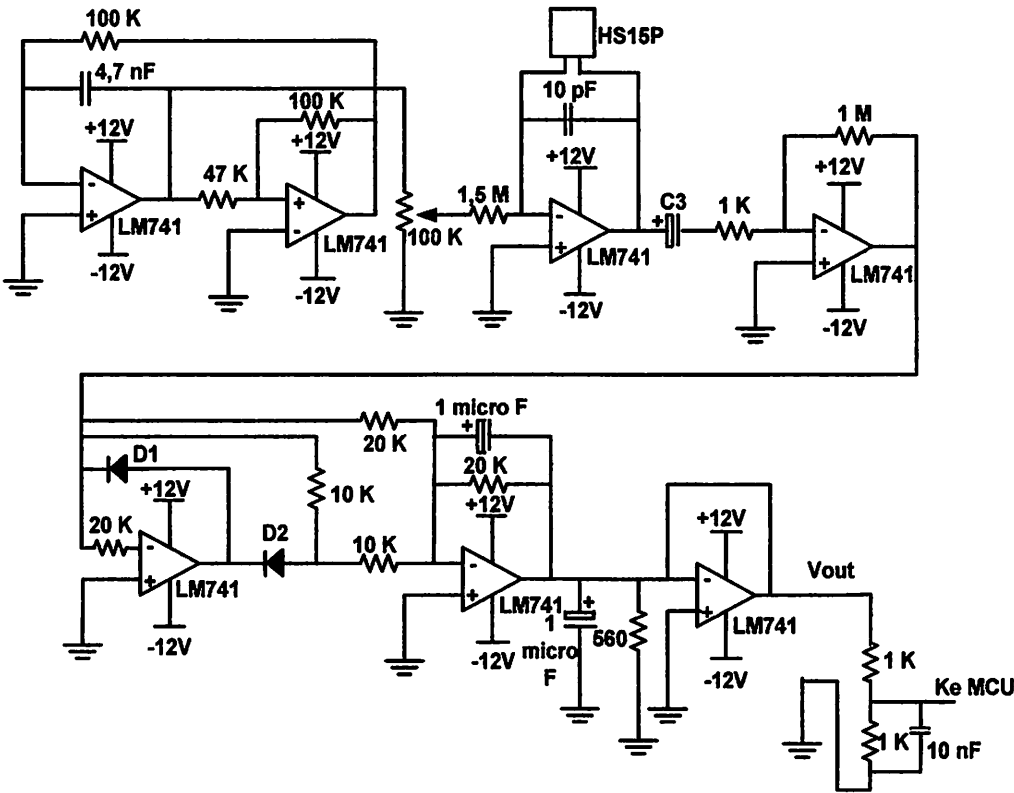 100 K
4,7 nF
+12V
-
+
LM741
-12V
47 K
100 K
+12V
+
-
LM741
-12V
100 K
1,5 M
HS15P
10 pF
+12V
-
+
LM741
-12V
C3
+
1 K
1 M
+12V
-
+
LM741
-12V
20 K
1 micro F
+
20 K
D1
+12V
20 K
-
+
LM741
-12V
D2
10 K
10 K
+12V
-
+
LM741
-12V
+
1
micro
F
560
+12V
-
+
LM741
-12V
Vout
1 K
Ke MCU
1 K
10 nF